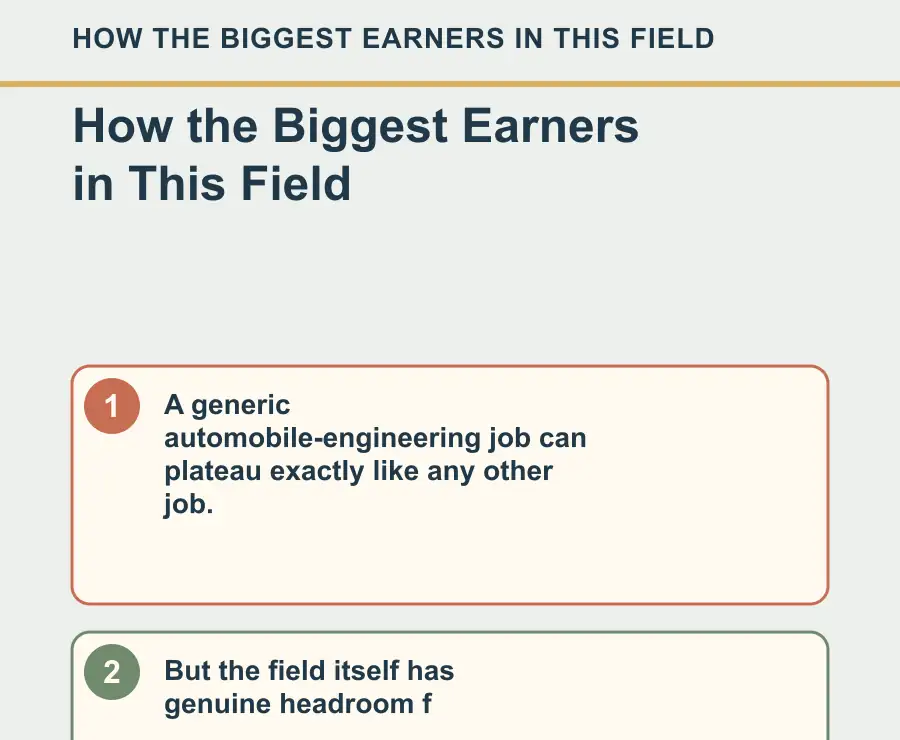 HOW THE BIGGEST EARNERS IN THIS FIELD
How the Biggest Earners
in This Field
1
A generic
automobile-engineering job can
plateau exactly like any other
job.
2
But the field itself has
genuine headroom f